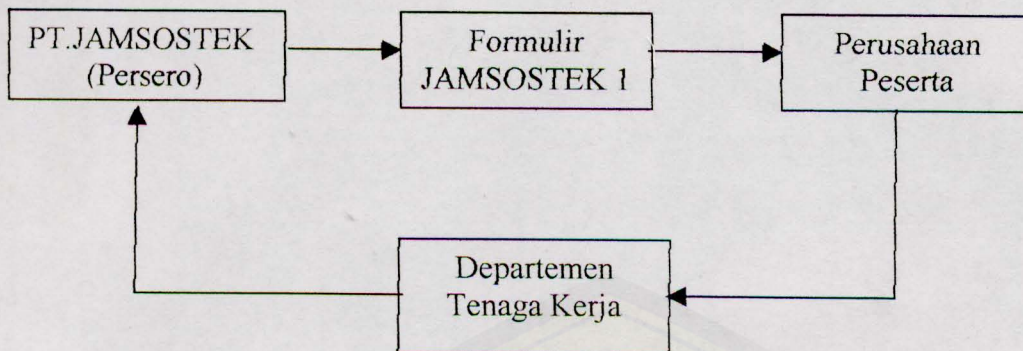 PT.JAMSOSTEK
(Persero)
Formulir
JAMSOSTEK 1
Perusahaan
Peserta
Departemen
Tenaga Kerja